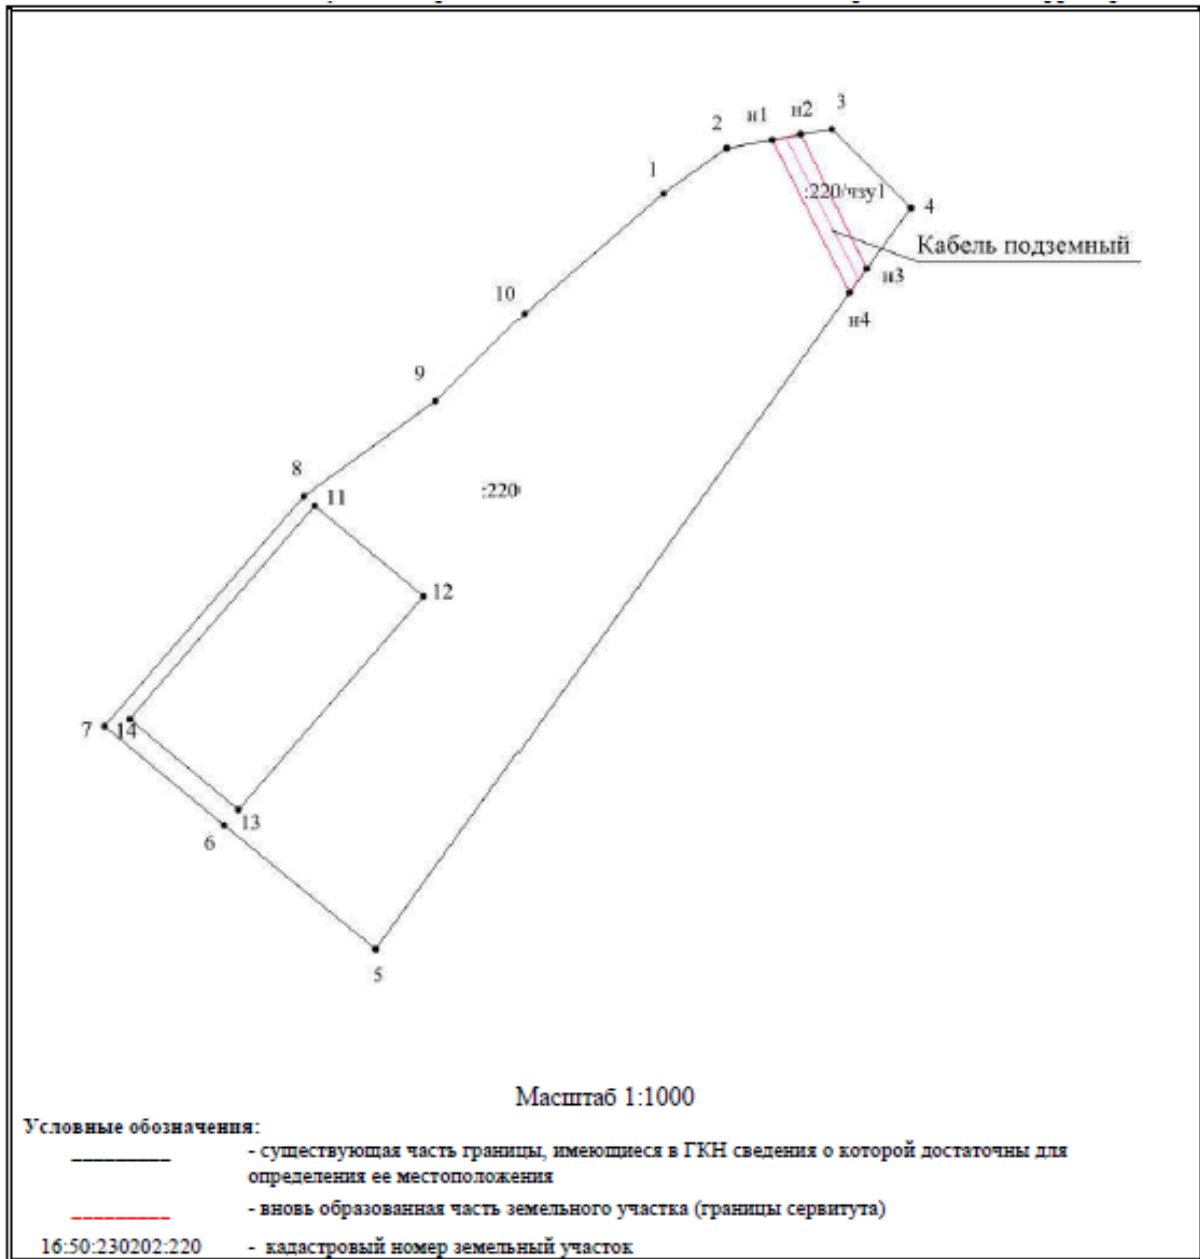 3
н2
н1
2
1
:220/чзу1
4
Кабель подземный
н3
10
н4
9
8
:220
11
12
7
14
13
6
5
Масштаб 1:1000
Условные обозначения:
- существующая часть границы, имеющиеся в ГКН сведения о которой достаточны для
определения ее местоположения
- вновь образованная часть земельного участка (границы сервитута)
16:50:230202:220 - кадастровый номер земельный участок